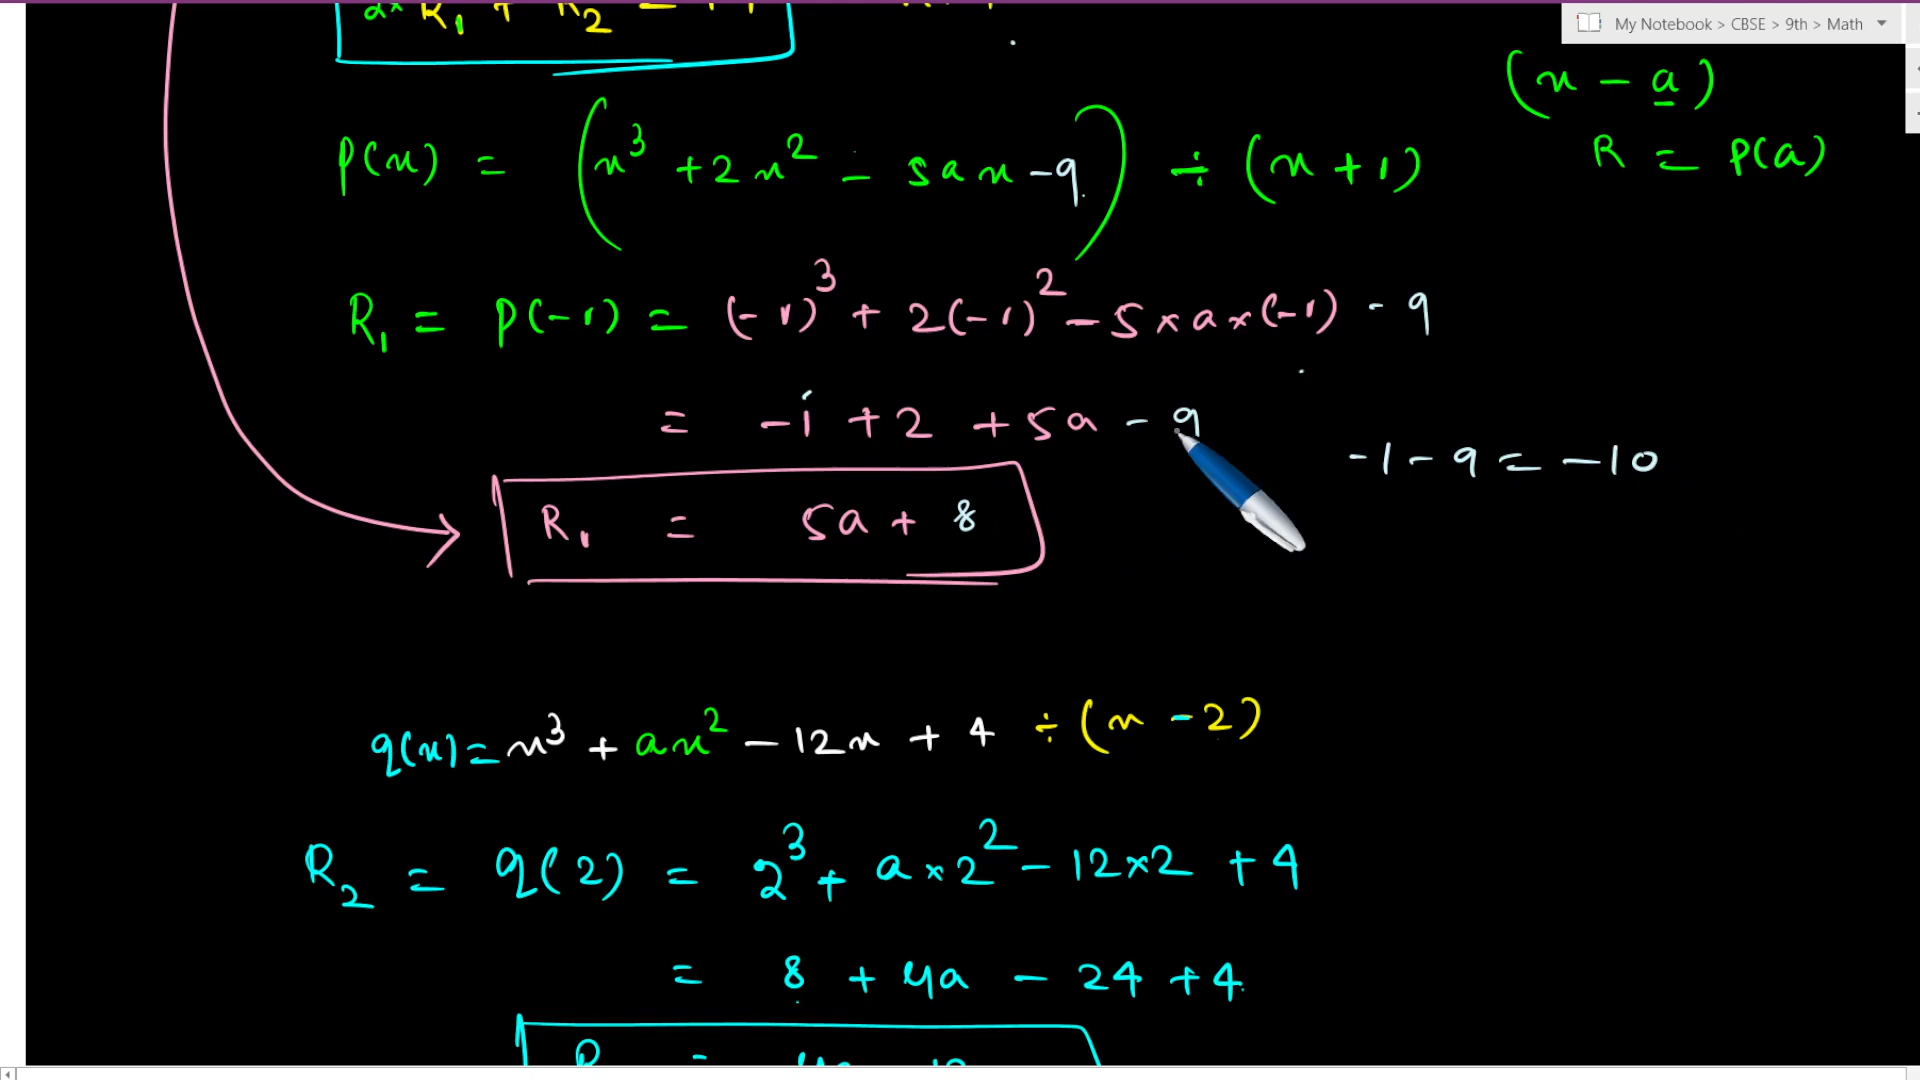 My Notebook > CBSE > 9th > Math
(x - a)
R = P(a)
P(x) = (x³ + 2x² - 5ax - 9) ÷ (x + 1)
R₁ = P(-1) = (-1)³ + 2(-1)² - 5 × a × (-1) - 9
= -1 + 2 + 5a - 9
-1 - 9 = -10
R₁ = 5a + 8
q(x) = x³ + ax² - 12x + 4 ÷ (x - 2)
R₂ = q(2) = 2³ + a × 2² - 12 × 2 + 4
= 8 + 4a - 24 + 4